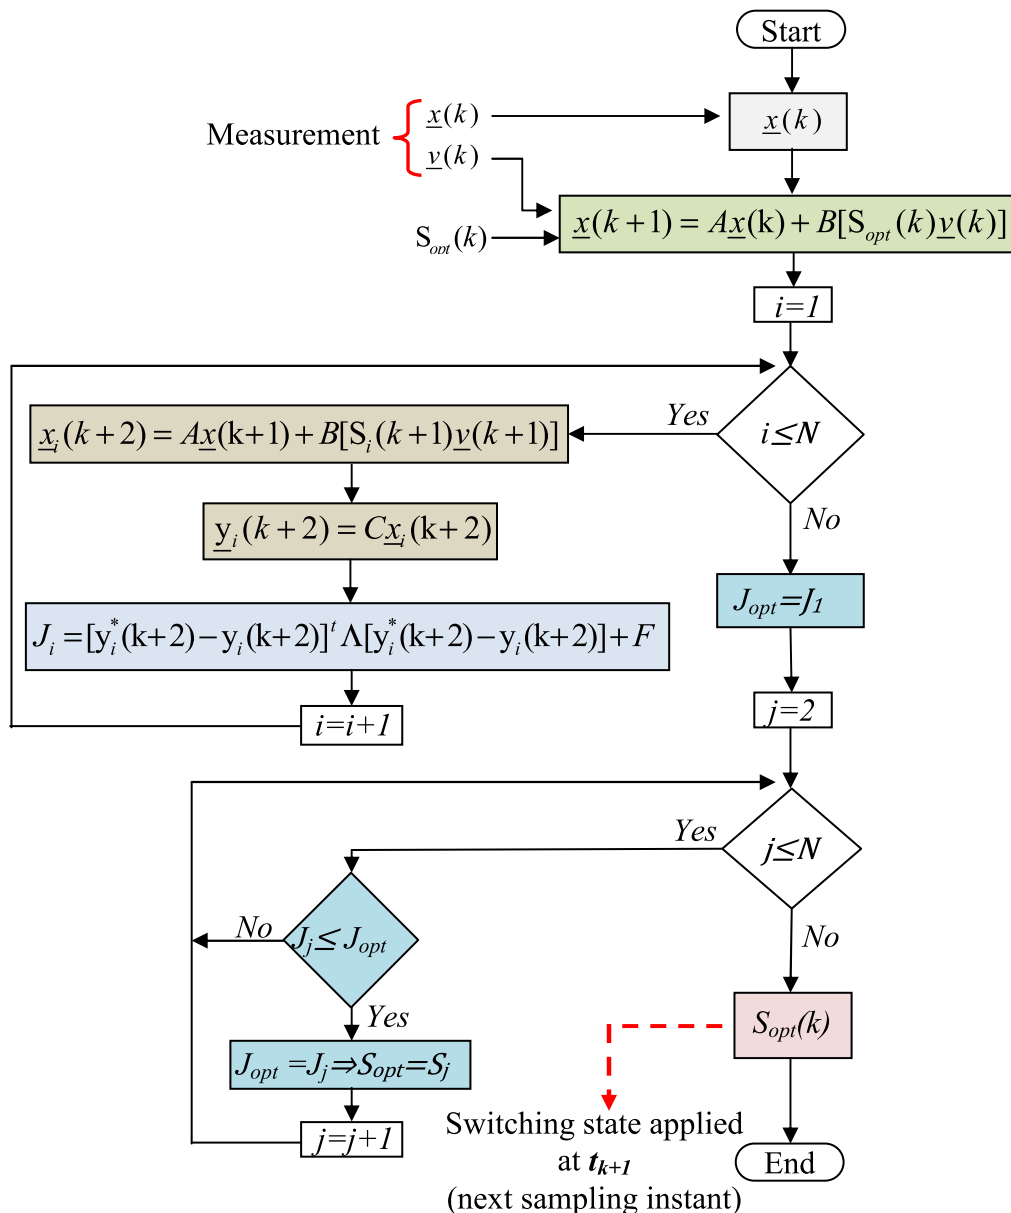 Start
Measurement
x(k)
v(k)
x(k)
S_opt(k)
x(k+1) = Ax(k) + B[S_opt(k)v(k)]
i=1
Yes
i≤N
x_i(k+2) = Ax(k+1) + B[S_i(k+1)v(k+1)]
No
y_i(k+2) = Cx_i(k+2)
J_opt=J_1
J_i = [y_i^*(k+2) − y_i(k+2)]^t Λ[y_i^*(k+2) − y_i(k+2)] + F
j=2
i=i+1
Yes
j≤N
No
J_j ≤ J_opt
No
Yes
S_opt(k)
J_opt =J_j⇒S_opt=S_j
j=j+1
Switching state applied
at t_k+1
(next sampling instant)
End